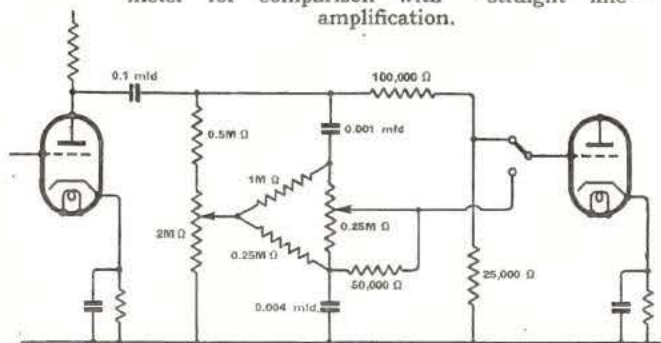 meter for comparison with straight line
amplification.
0.1 mfd
100,000 Ω
0.5M Ω
0.001 mfd
1M Ω
2M Ω
0.25M Ω
0.25M Ω
50,000 Ω
25,000 Ω
0.004 mfd.